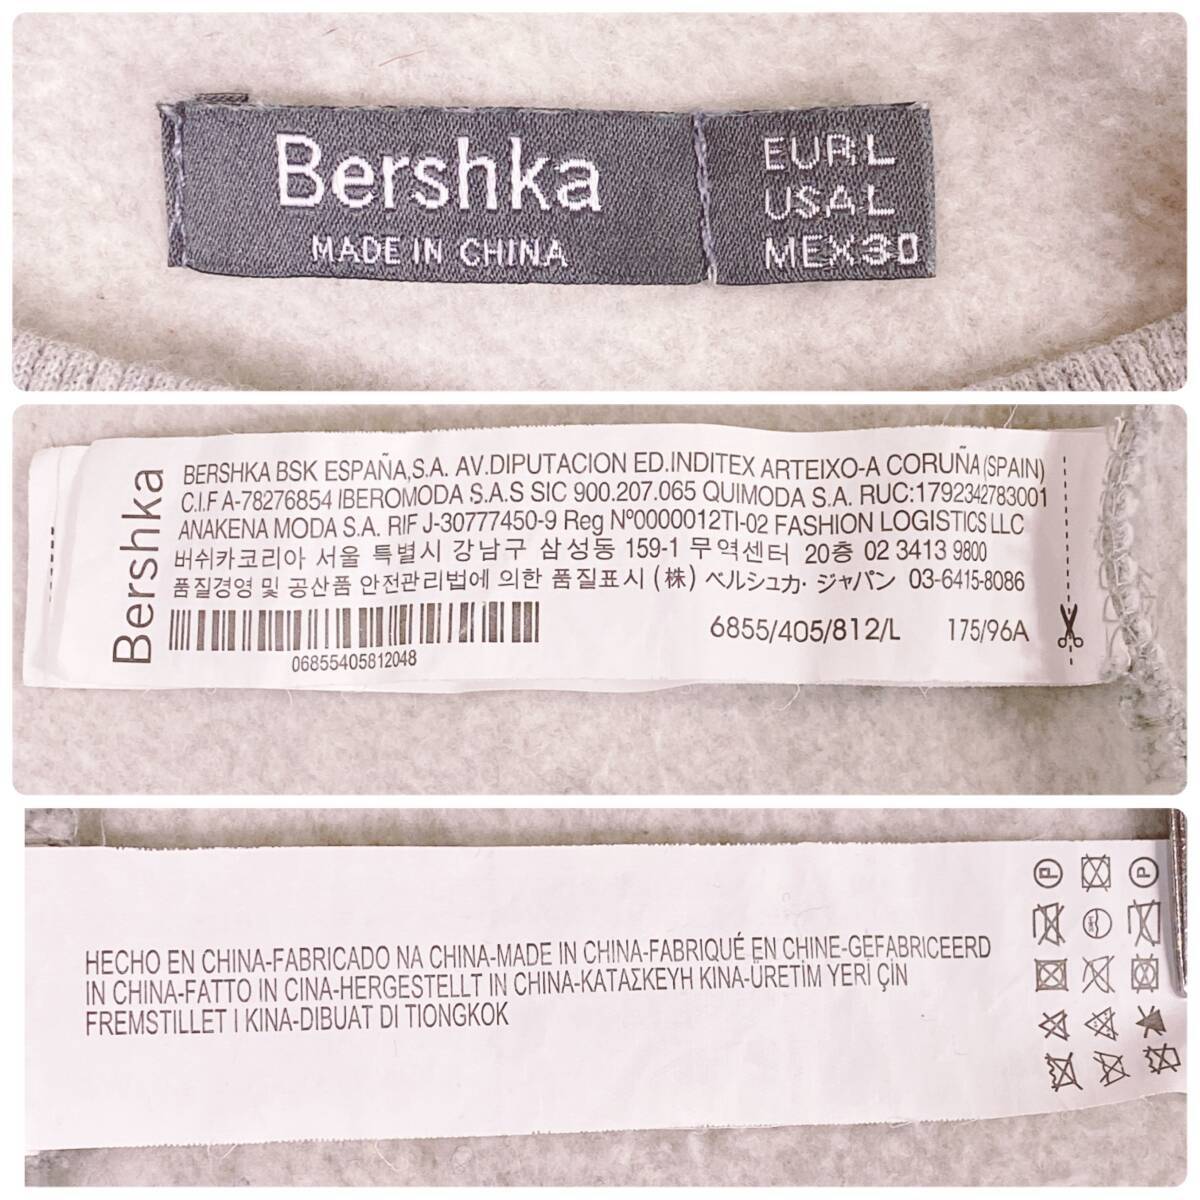 Bershka
MADE IN CHINA
EUR L
USA L
MEX 30
Bershka
BERSHKA BSK ESPAÑA,S.A. AV.DIPUTACION ED.INDITEX ARTEIXO-A CORUÑA (SPAIN)
C.I.F A-78276854 IBEROMODA S.A.S SIC 900.207.065 QUIMODA S.A. RUC:1792342783001
ANAKENA MODA S.A. RIF J-30777450-9 Reg Nº0000012TI-02 FASHION LOGISTICS LLC
버쉬카코리아 서울 특별시 강남구 삼성동 159-1 무역센터 20층 02 3413 9800
품질경영 및 공산품 안전관리법에 의한 품질표시 (株) ベルシュカ・ジャパン 03-6415-8086
06855405812048
6855/405/812/L 175/96A
HECHO EN CHINA-FABRICADO NA CHINA-MADE IN CHINA-FABRIQUÉ EN CHINE-GEFABRICEERD
IN CHINA-FATTO IN CINA-HERGESTELLT IN CHINA-ΚΑΤΑΣΚΕΥΗ ΚΙΝΑ-ÜRETİM YERİ ÇİN
FREMSTILLET I KINA-DIBUAT DI TIONGKOK
P P